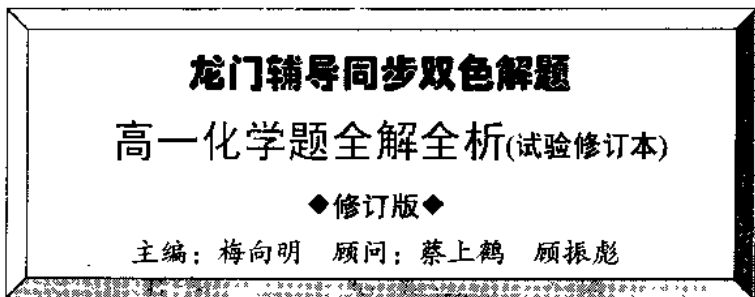 龙门辅导同步双色解题
高一化学题全解全析(试验修订本)
◆修订版◆
主编：梅向明 顾问：蔡上鹤 顾振彪